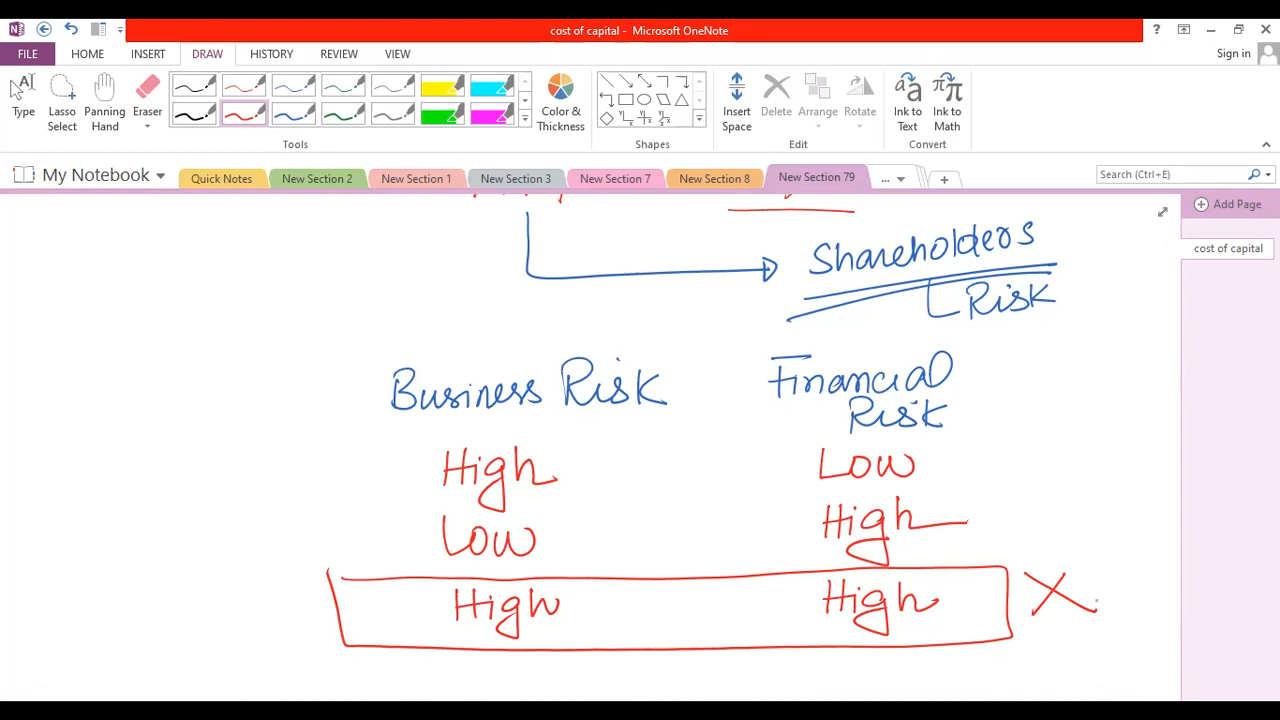 cost of capital - Microsoft OneNote
Sign in
FILE HOME INSERT DRAW HISTORY REVIEW VIEW
Type Lasso Select Panning Hand Eraser Color & Thickness Insert Space Delete Arrange Rotate Ink to Text Ink to Math
Tools Shapes Edit Convert
My Notebook Quick Notes New Section 2 New Section 1 New Section 3 New Section 7 New Section 8 New Section 79 ... Search (Ctrl+E)
Add Page
cost of capital
Shareholders
Risk
Business Risk Financial
Risk
High Low
Low High
High High X